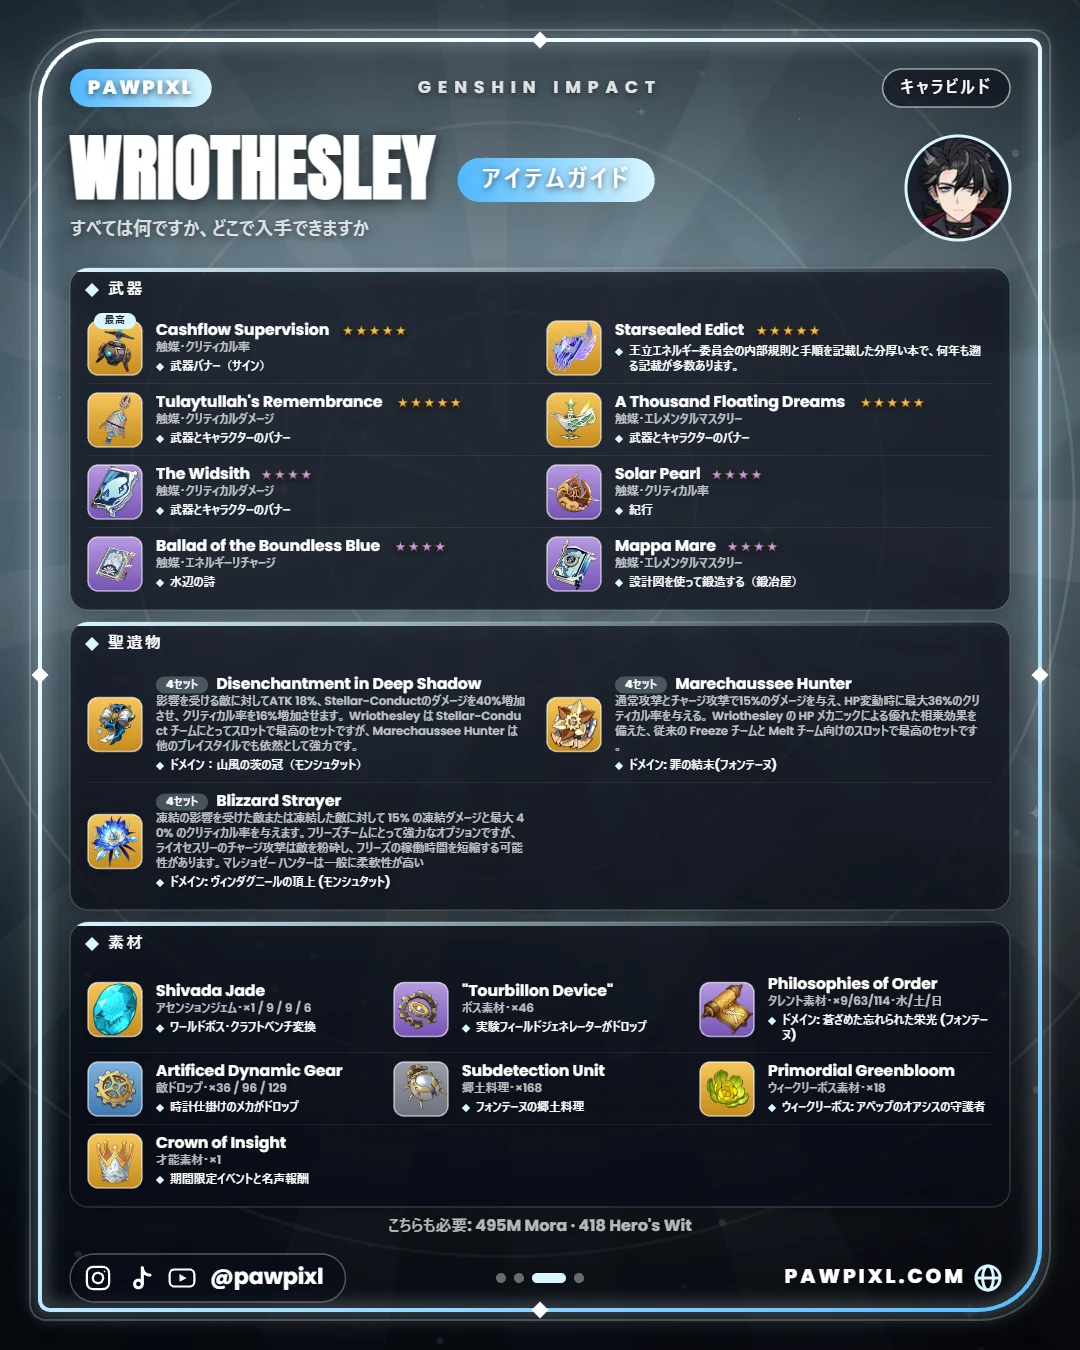 PAWPIXL
GENSHIN IMPACT
キャラビルド
WRIOTHESLEY
アイテムガイド
すべては何ですか、どこで入手できますか
武器
最高
Cashflow Supervision ★★★★★
触媒・クリティカル率
武器バナー（サイン）
Starsealed Edict ★★★★★
王立エネルギー委員会の内部規則と手順を記載した分厚い本で、何年も遡
る記載が多数あります。
Tulaytullah's Remembrance ★★★★★
触媒・クリティカルダメージ
武器とキャラクターのバナー
A Thousand Floating Dreams ★★★★★
触媒・エレメンタルマスタリー
武器とキャラクターのバナー
The Widsith ★★★★
触媒・クリティカルダメージ
武器とキャラクターのバナー
Solar Pearl ★★★★
触媒・クリティカル率
紀行
Ballad of the Boundless Blue ★★★★
触媒・エネルギーリチャージ
水辺の詩
Mappa Mare ★★★★
触媒・エレメンタルマスタリー
設計図を使って鍛造する（鍛冶屋）
聖遺物
4セット Disenchantment in Deep Shadow
影響を受ける敵に対してATK 18%、Stellar-Conductのダメージを40%増加
させ、クリティカル率を16%増加させます。Wriothesley は Stellar-Condu
ct チームにとってスロットで最高のセットですが、Marechaussee Hunter は
他のプレイスタイルでも依然として強力です。
ドメイン：山風の茨の冠（モンシュタット）
4セット Marechaussee Hunter
通常攻撃とチャージ攻撃で15%のダメージを与え、HP変動時に最大36%のクリ
ティカル率を与える。Wriothesley の HP メカニックによる優れた相乗効果を
備えた、従来の Freeze チームと Melt チーム向けのスロットで最高のセットです
。
ドメイン: 罪の結末(フォンテーヌ)
4セット Blizzard Strayer
凍結の影響を受けた敵または凍結した敵に対して 15% の凍結ダメージと最大 4
0% のクリティカル率を与えます。フリーズチームにとって強力なオプションですが、
ライオセスリーのチャージ攻撃は敵を粉砕し、フリーズの稼働時間を短縮する可能
性があります。マレショゼー ハンターは一般に柔軟性が高い
ドメイン: ヴィンダグニールの頂上 (モンシュタット)
素材
Shivada Jade
アセンションジェム・×1 / 9 / 9 / 6
ワールドボス・クラフトベンチ変換
"Tourbillon Device"
ボス素材・×46
実験フィールドジェネレーターがドロップ
Philosophies of Order
タレント素材・×9/63/114・水/土/日
ドメイン: 蒼ざめた忘れられた栄光 (フォンテー
ヌ)
Artificed Dynamic Gear
敵ドロップ・×36 / 96 / 129
時計仕掛けのメカがドロップ
Subdetection Unit
郷土料理・×168
フォンテーヌの郷土料理
Primordial Greenbloom
ウィークリーボス素材・×18
ウィークリーボス: アペップのオアシスの守護者
Crown of Insight
才能素材・×1
期間限定イベントと名声報酬
こちらも必要: 495M Mora · 418 Hero's Wit
@pawpixl
PAWPIXL.COM